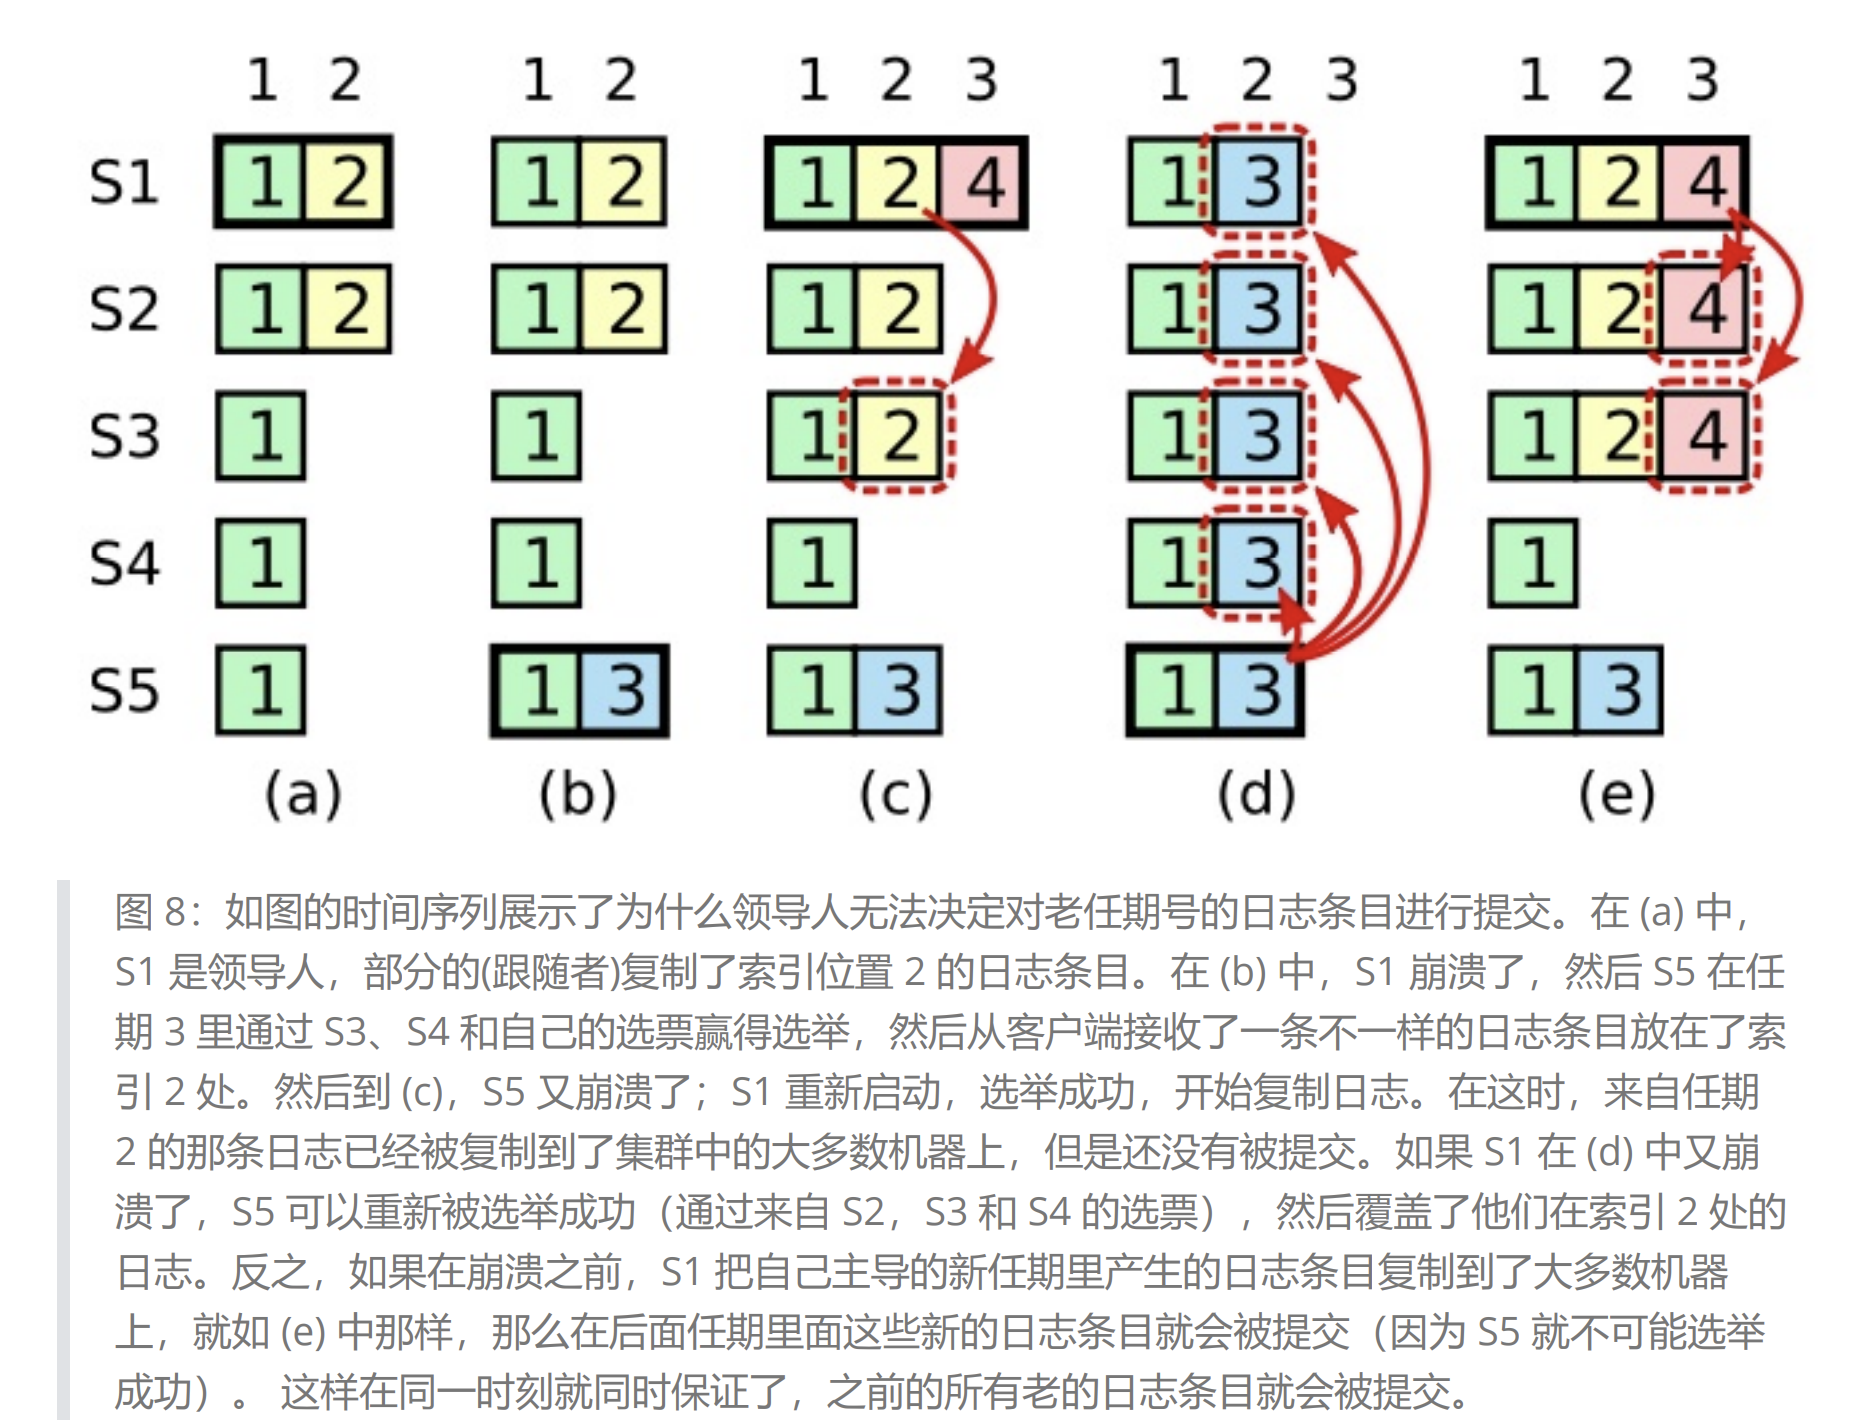 1 2 1 2 1 2 3 1 2 3 1 2 3
S1 1 2 1 2 1 2 4 1 3 1 2 4
S2 1 2 1 2 1 2 1 3 1 2 4
S3 1 1 1 2 1 3 1 2 4
S4 1 1 1 1 3 1
S5 1 1 3 1 3 1 3 1 3
(a) (b) (c) (d) (e)
图 8：如图的时间序列展示了为什么领导人无法决定对老任期号的日志条目进行提交。在 (a) 中，
S1 是领导人，部分的(跟随者)复制了索引位置 2 的日志条目。在 (b) 中，S1 崩溃了，然后 S5 在任
期 3 里通过 S3、S4 和自己的选票赢得选举，然后从客户端接收了一条不一样的日志条目放在了索
引 2 处。然后到 (c)，S5 又崩溃了；S1 重新启动，选举成功，开始复制日志。在这时，来自任期
2 的那条日志已经被复制到了集群中的大多数机器上，但是还没有被提交。如果 S1 在 (d) 中又崩
溃了，S5 可以重新被选举成功（通过来自 S2，S3 和 S4 的选票），然后覆盖了他们在索引 2 处的
日志。反之，如果在崩溃之前，S1 把自己主导的新任期里产生的日志条目复制到了大多数机器
上，就如 (e) 中那样，那么在后面任期里面这些新的日志条目就会被提交（因为 S5 就不可能选举
成功）。 这样在同一时刻就同时保证了，之前的所有老的日志条目就会被提交。